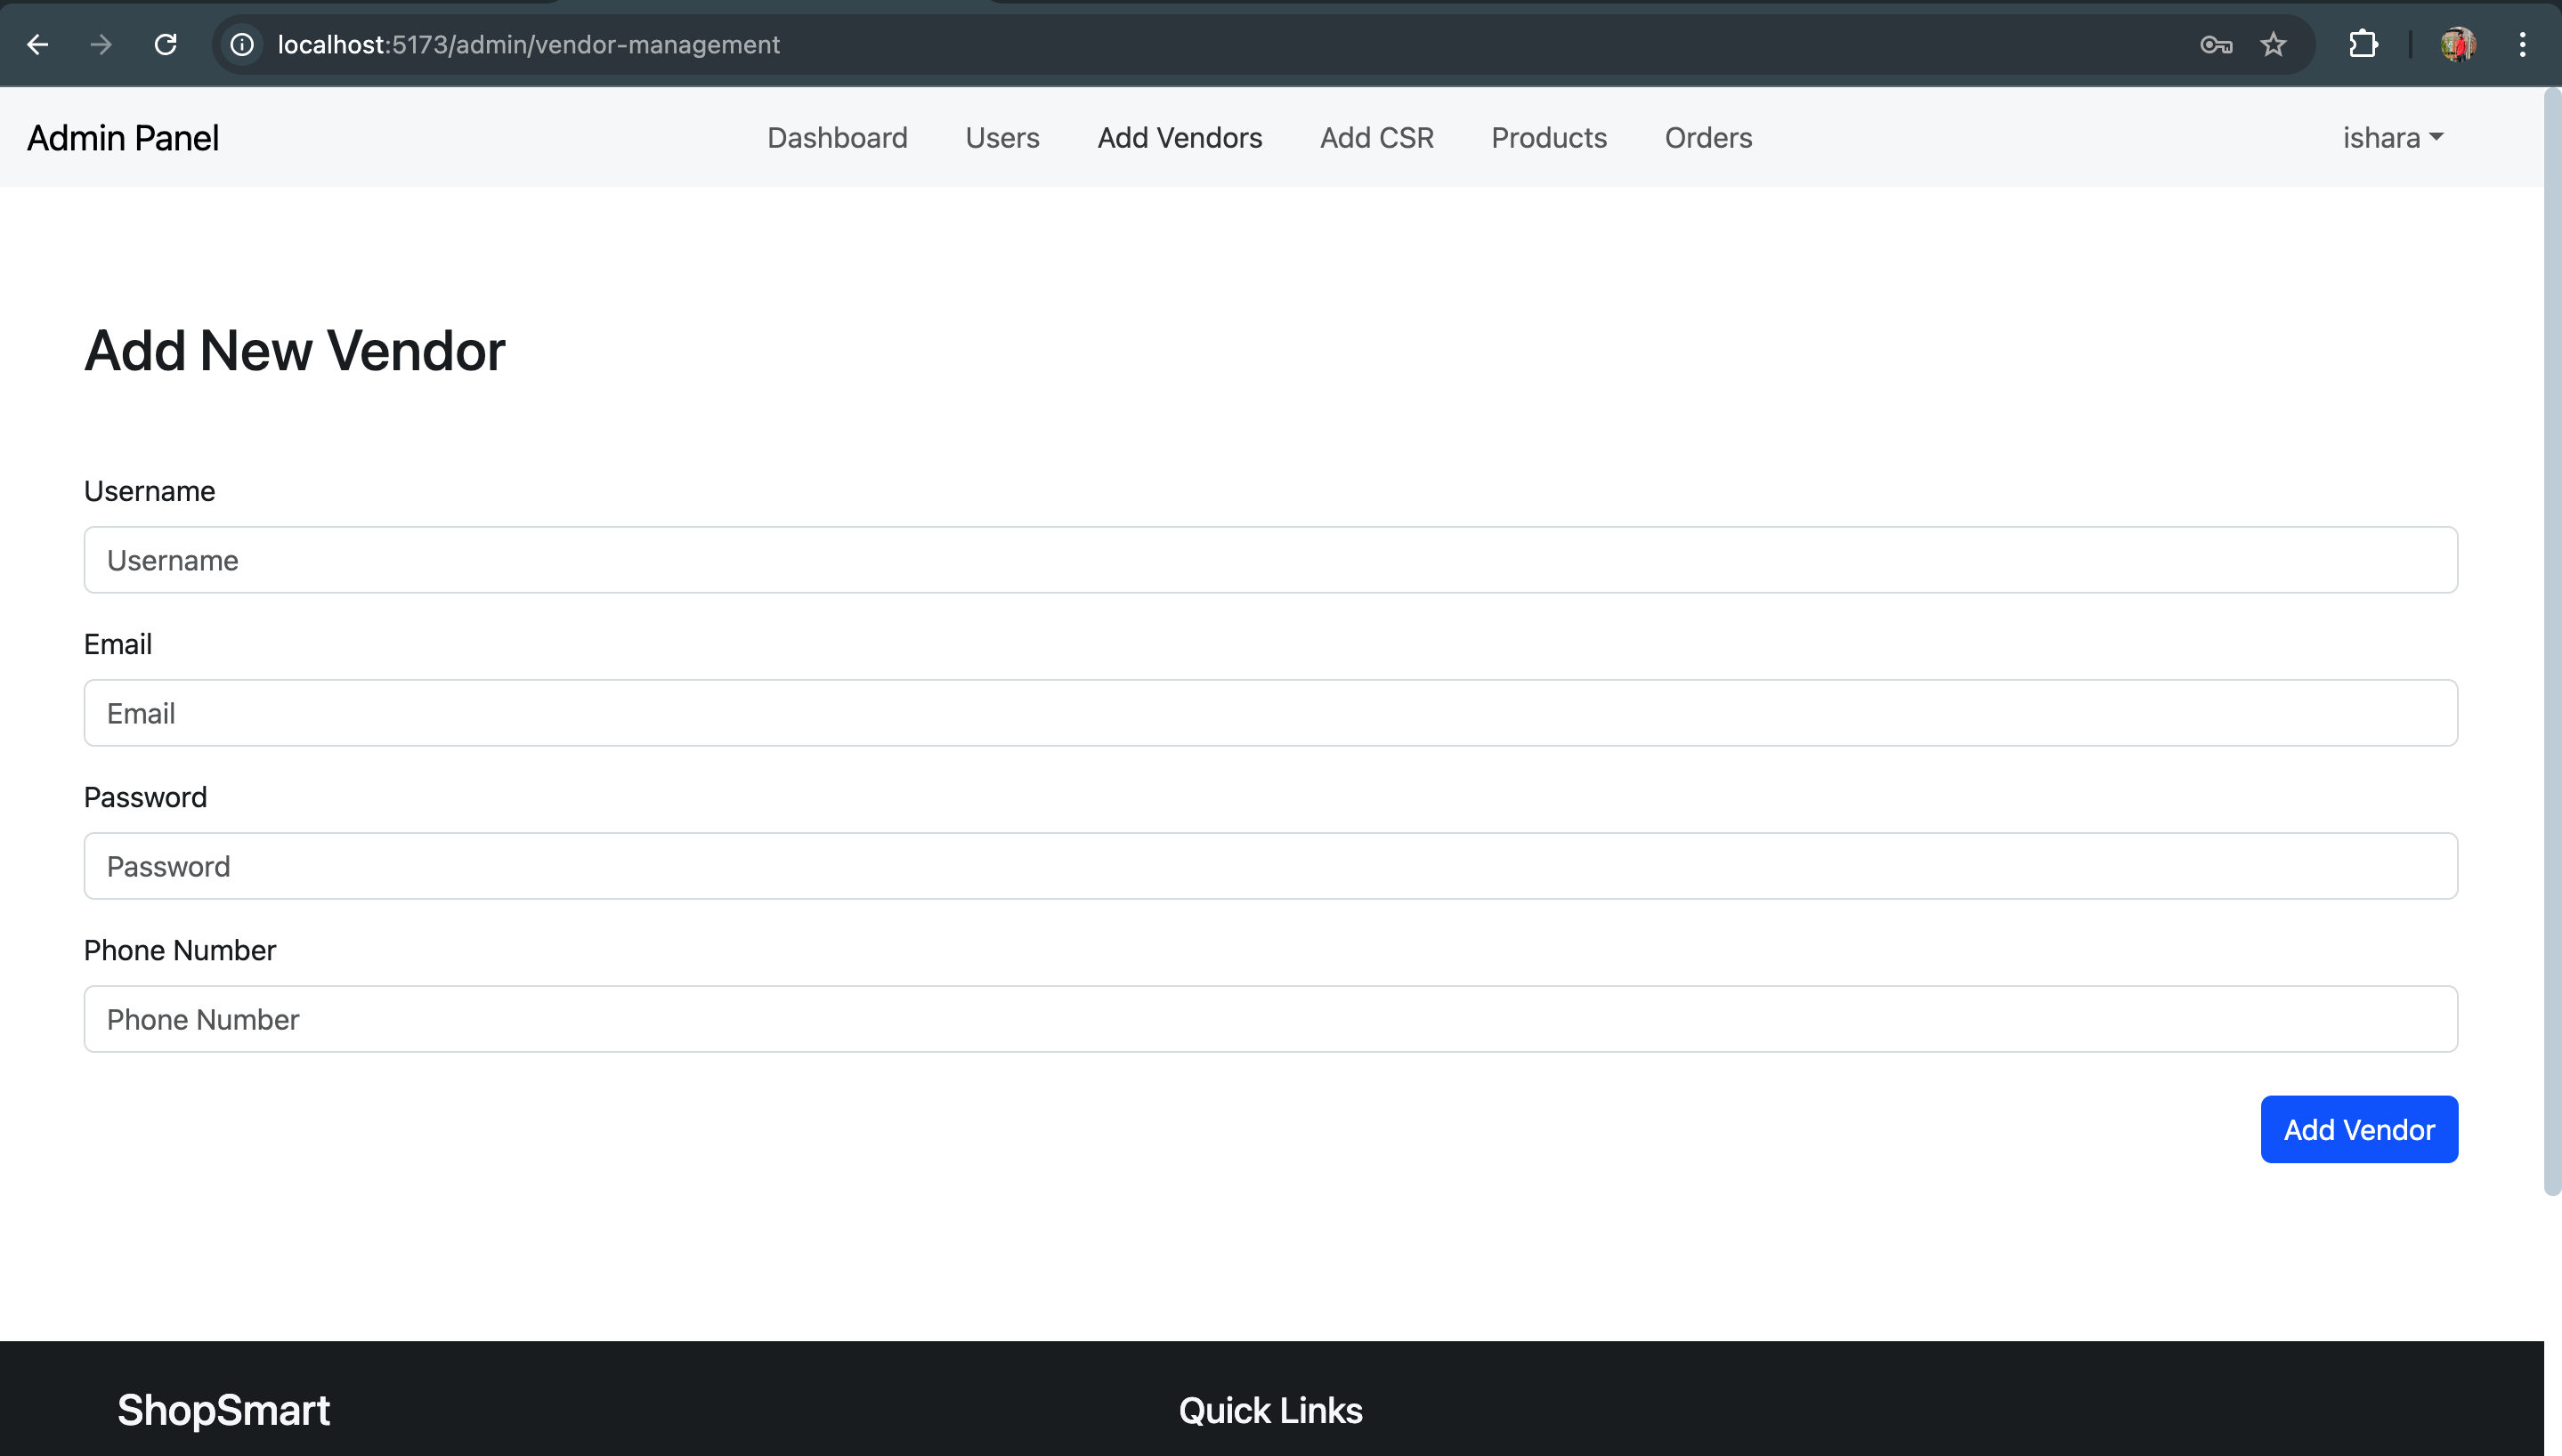 localhost:5173/admin/vendor-management
Admin Panel Dashboard Users Add Vendors Add CSR Products Orders ishara
Add New Vendor
Username
Username
Email
Email
Password
Password
Phone Number
Phone Number
Add Vendor
ShopSmart Quick Links